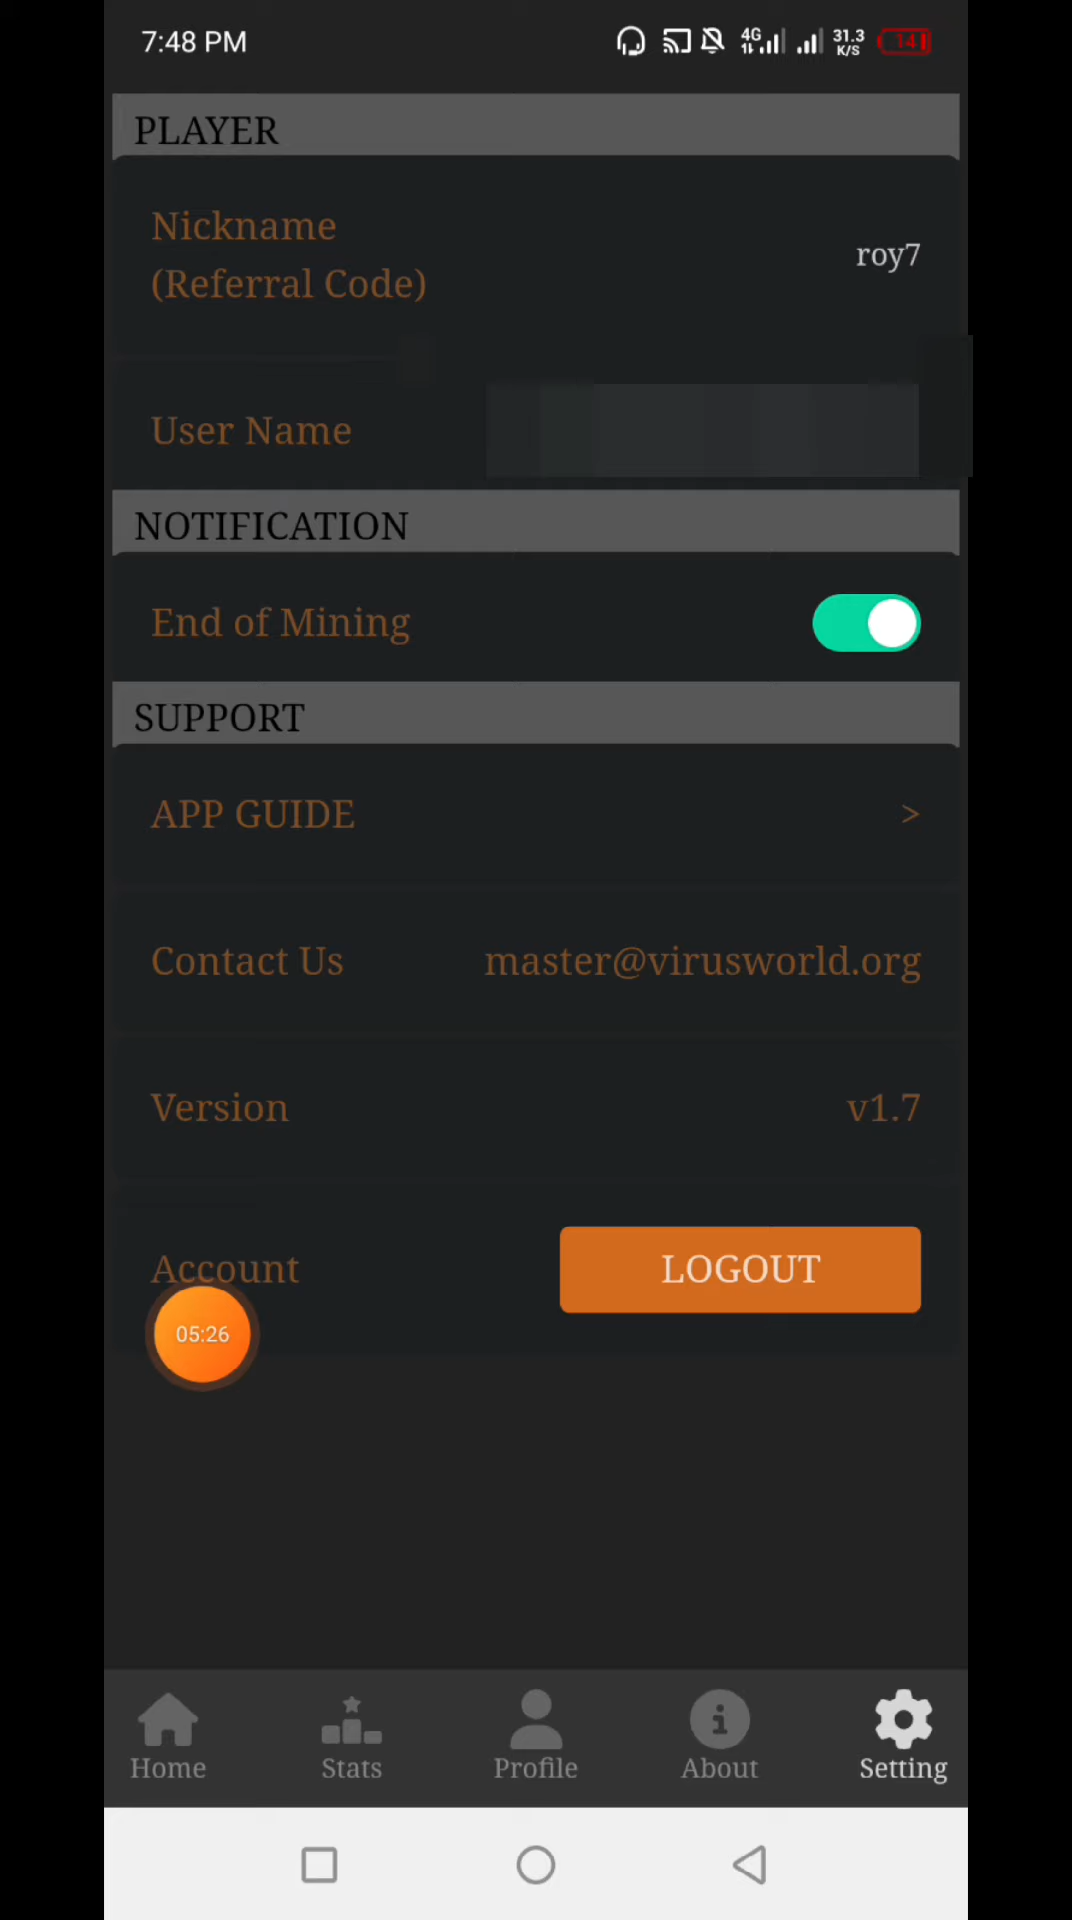 7:48 PM
4G
31.3
K/S
14
PLAYER
Nickname
(Referral Code)
roy7
User Name
NOTIFICATION
End of Mining
SUPPORT
APP GUIDE >
Contact Us master@virusworld.org
Version v1.7
Account LOGOUT
05:26
Home Stats Profile About Setting